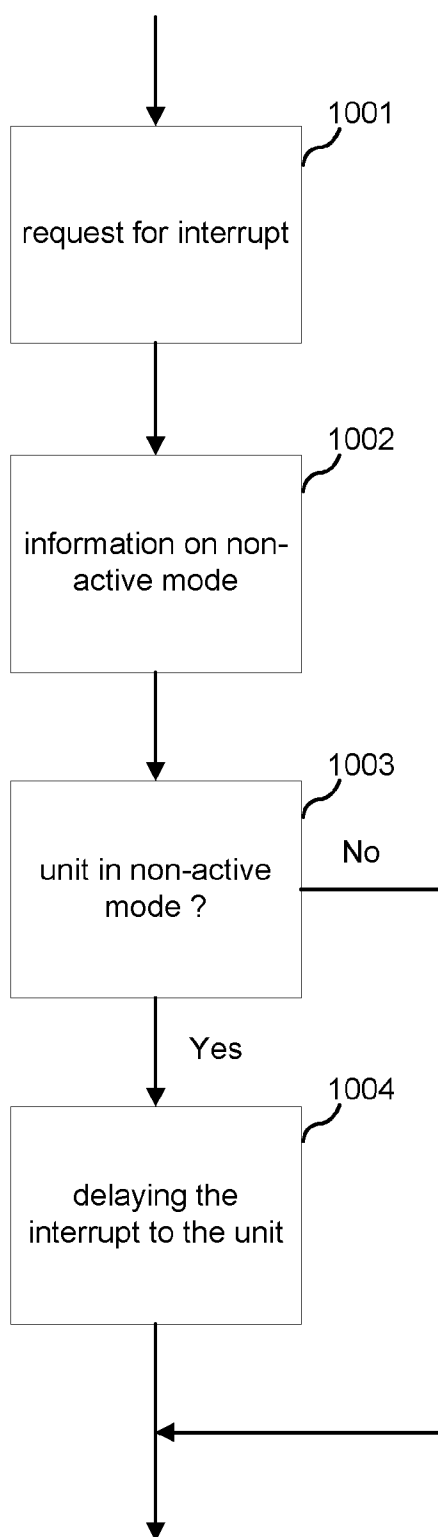 1001
request for interrupt
1002
information on non-
active mode
1003
unit in non-active
mode ?
No
Yes
1004
delaying the
interrupt to the unit